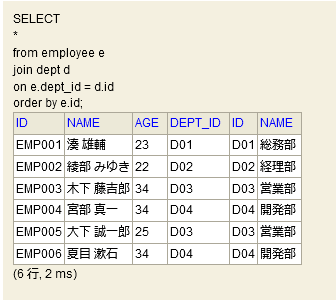 SELECT
*
from employee e
join dept d
on e.dept_id = d.id
order by e.id;
ID NAME AGE DEPT_ID ID NAME
EMP001 湊 雄輔 23 D01 D01 総務部
EMP002 綾部 みゆき 22 D02 D02 経理部
EMP003 木下 藤吉郎 34 D03 D03 営業部
EMP004 宮部 真一 34 D04 D04 開発部
EMP005 大下 誠一郎 25 D03 D03 営業部
EMP006 夏目 漱石 34 D04 D04 開発部
(6 行, 2 ms)